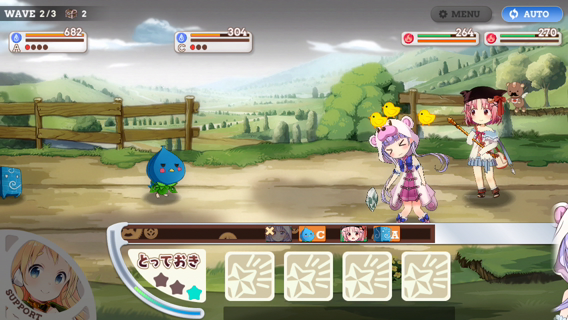 WAVE 2/3 2
MENU
AUTO
682
A
304
C
264
270
C
A
とっておき
SUPPORT